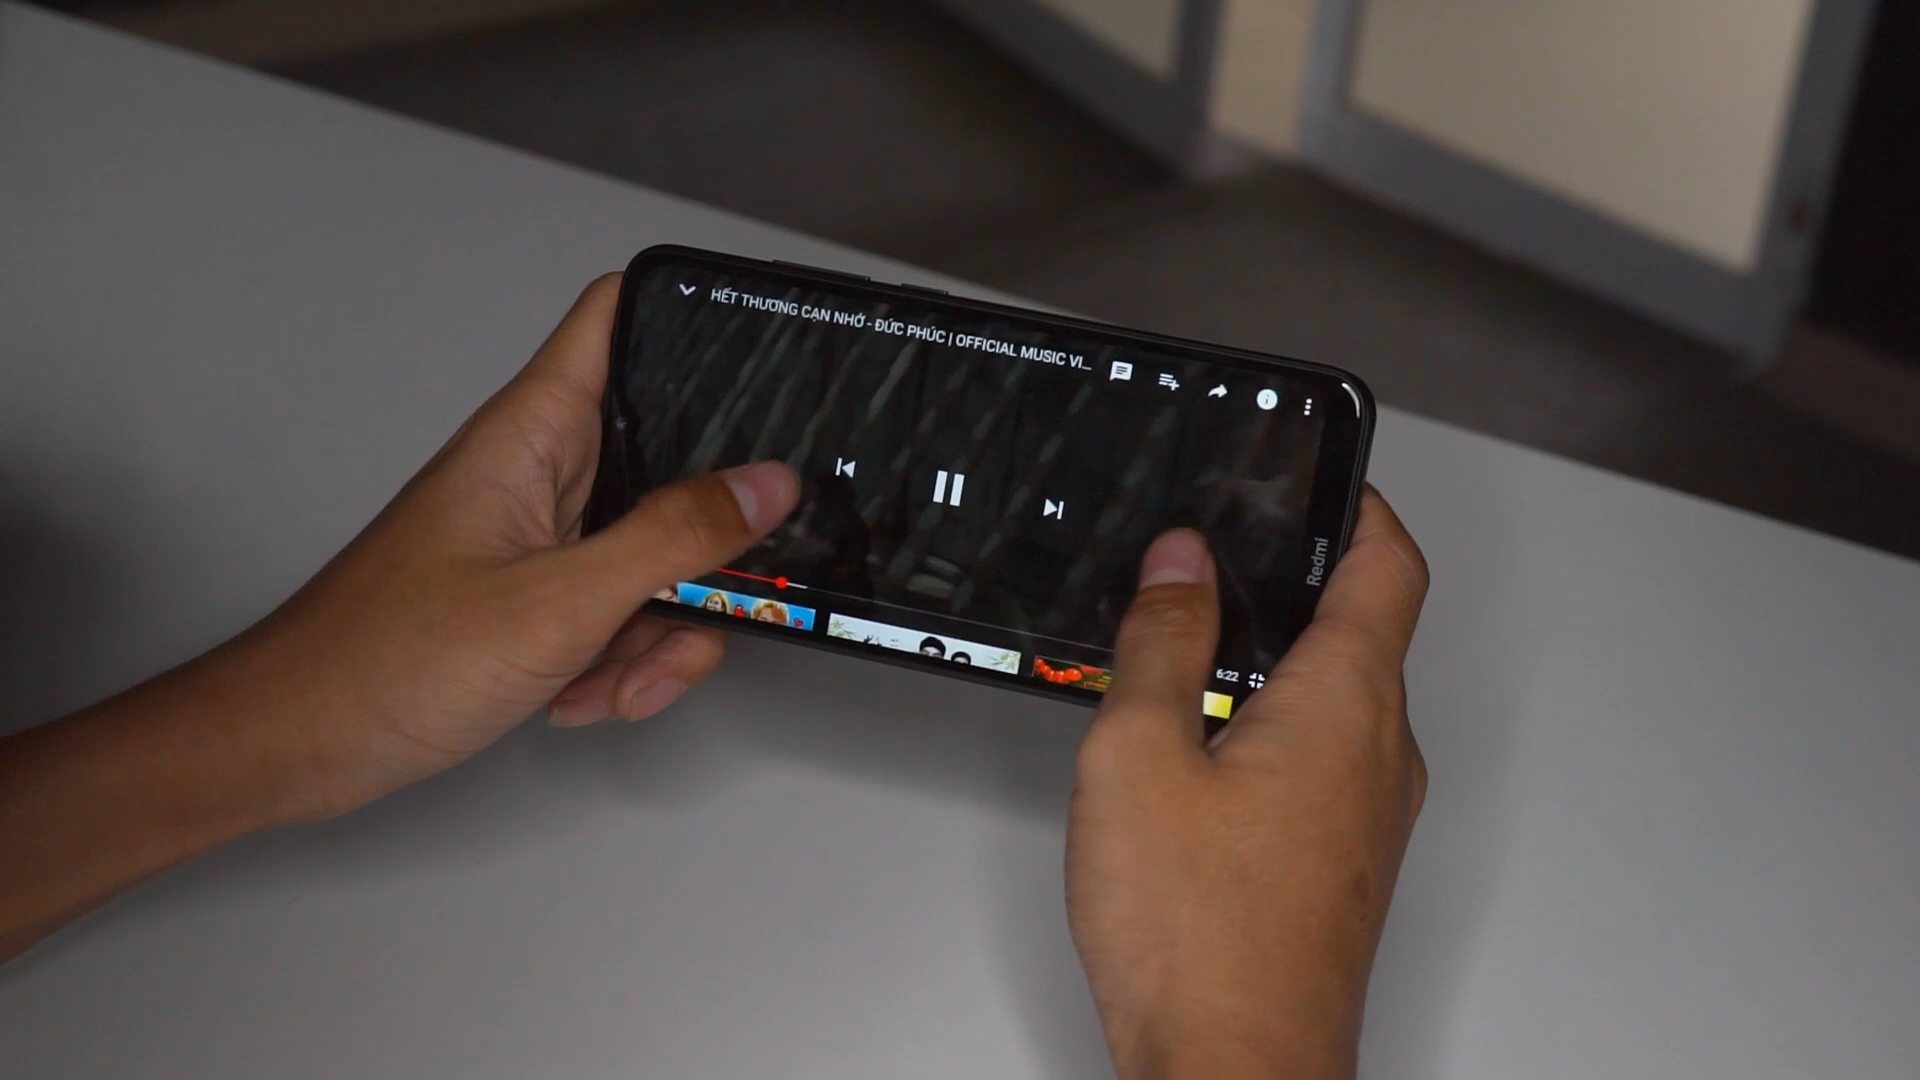 HẾT THƯƠNG CẠN NHỚ - ĐỨC PHÚC | OFFICIAL MUSIC VI...
Redmi
6:22